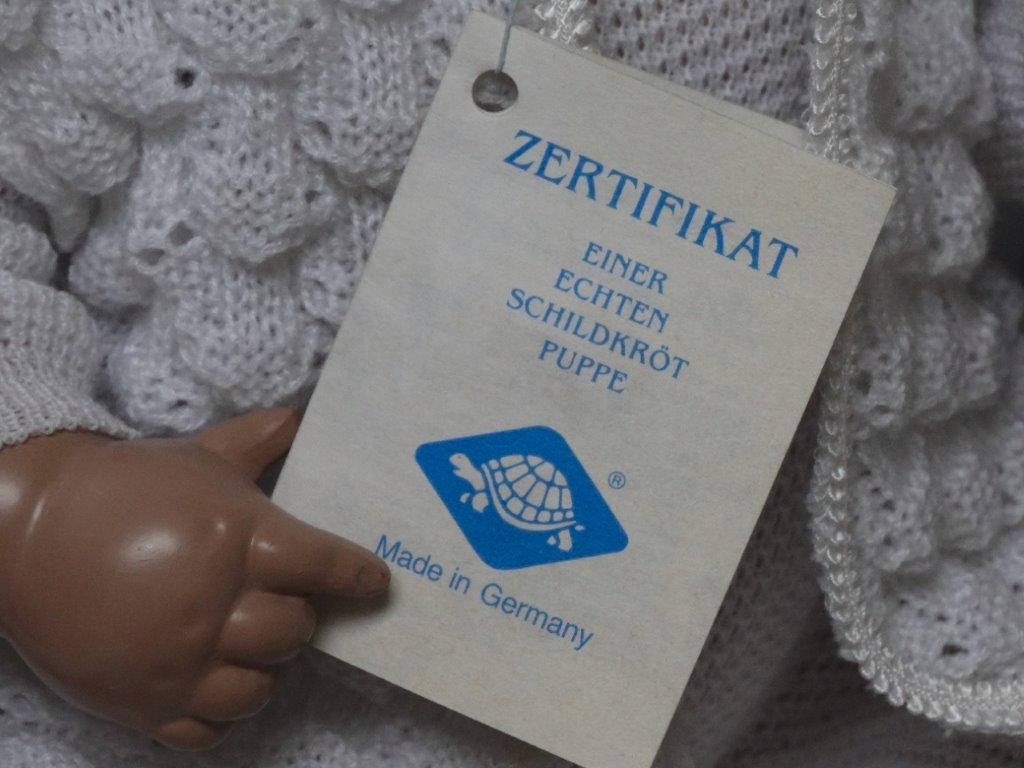 ZERTIFIKAT
EINER
ECHTEN
SCHILDKRÖT
PUPPE
®
Made in Germany